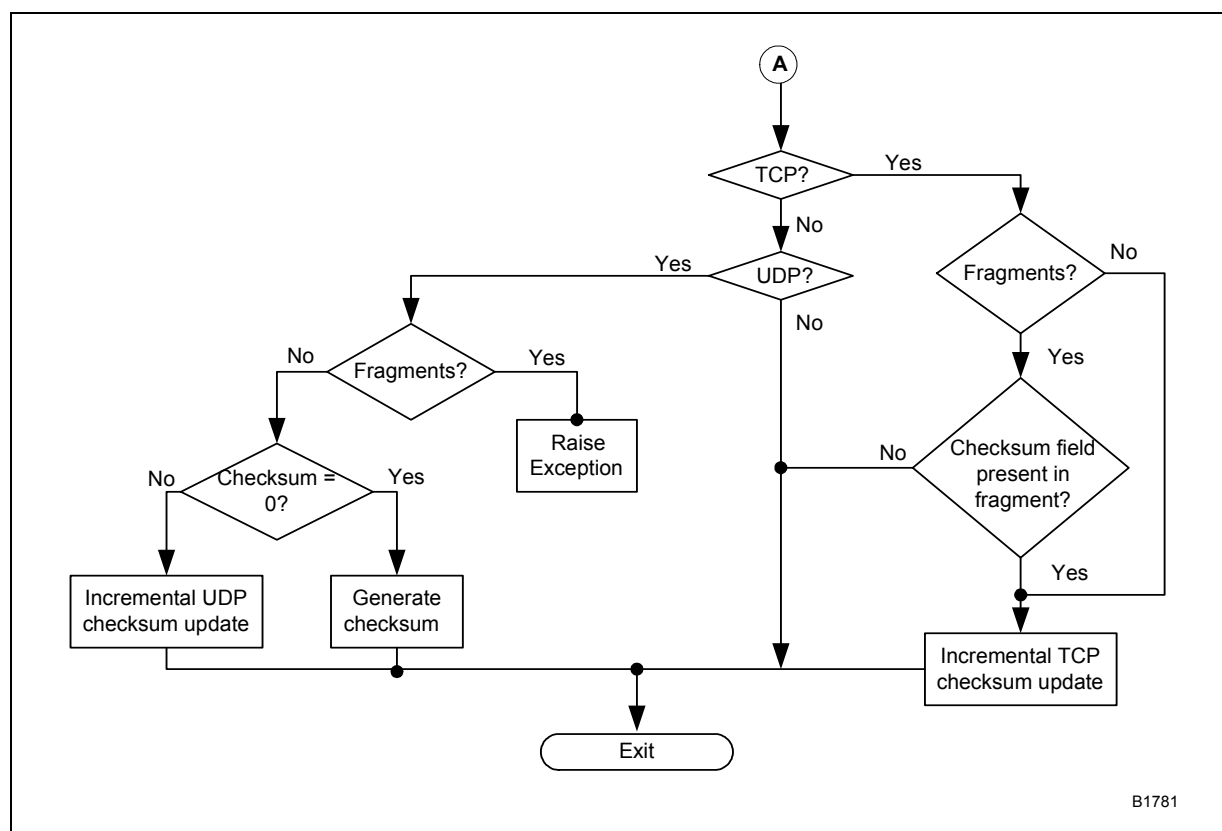 A
TCP?
Yes
No
Fragments?
No
Yes
UDP?
Yes
No
Fragments?
No
Yes
Raise
Exception
Checksum field
present in
fragment?
No
Yes
Checksum =
0?
No
Yes
Incremental UDP
checksum update
Generate
checksum
Incremental TCP
checksum update
Exit
B1781